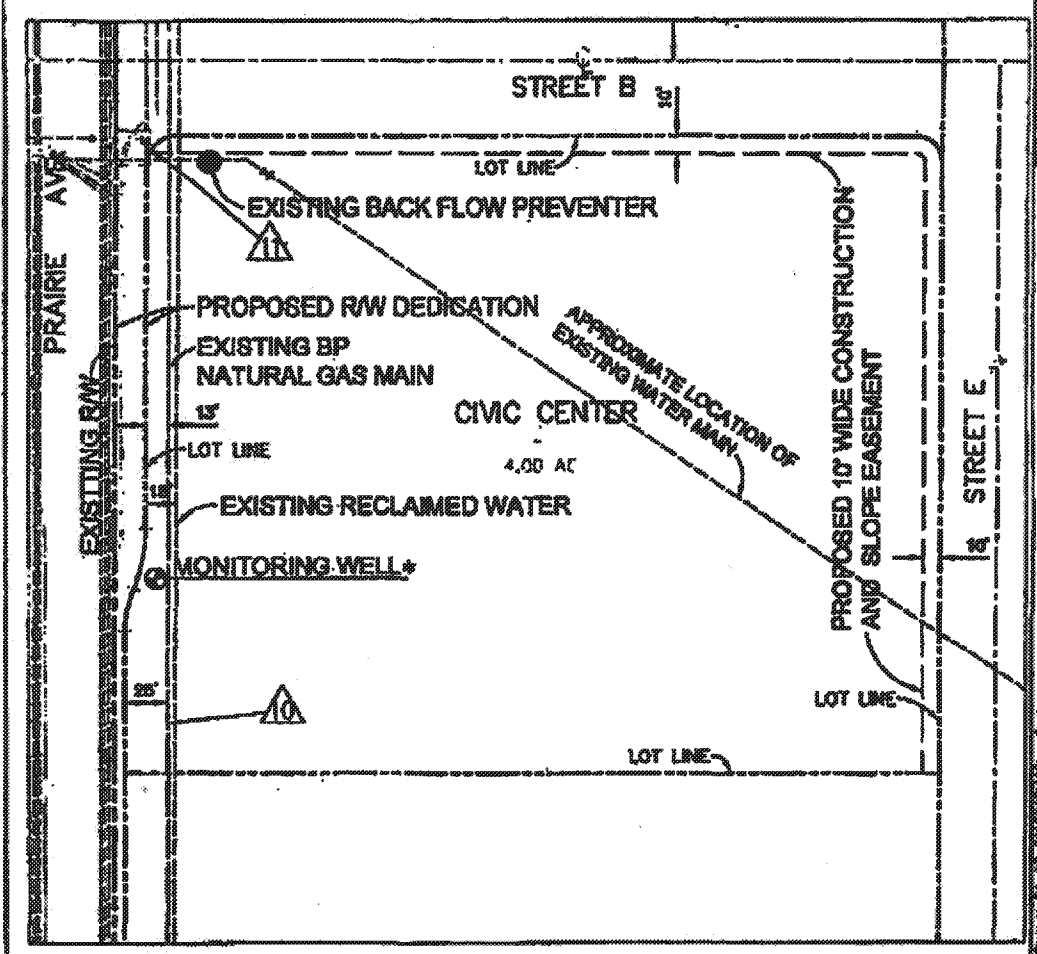 STREET B
10'
LOT LINE
PRAIRIE AVE
EXISTING BACK FLOW PREVENTER
11
PROPOSED R/W DEDICATION
EXISTING BP
NATURAL GAS MAIN
EXISTING R/W
13'
LOT LINE
APPROXIMATE LOCATION OF
EXISTING WATER MAIN
CIVIC CENTER
4.00 AC
EXISTING RECLAIMED WATER
MONITORING WELL*
PROPOSED 10' WIDE CONSTRUCTION
AND SLOPE EASEMENT
STREET E
25'
10
LOT LINE
LOT LINE